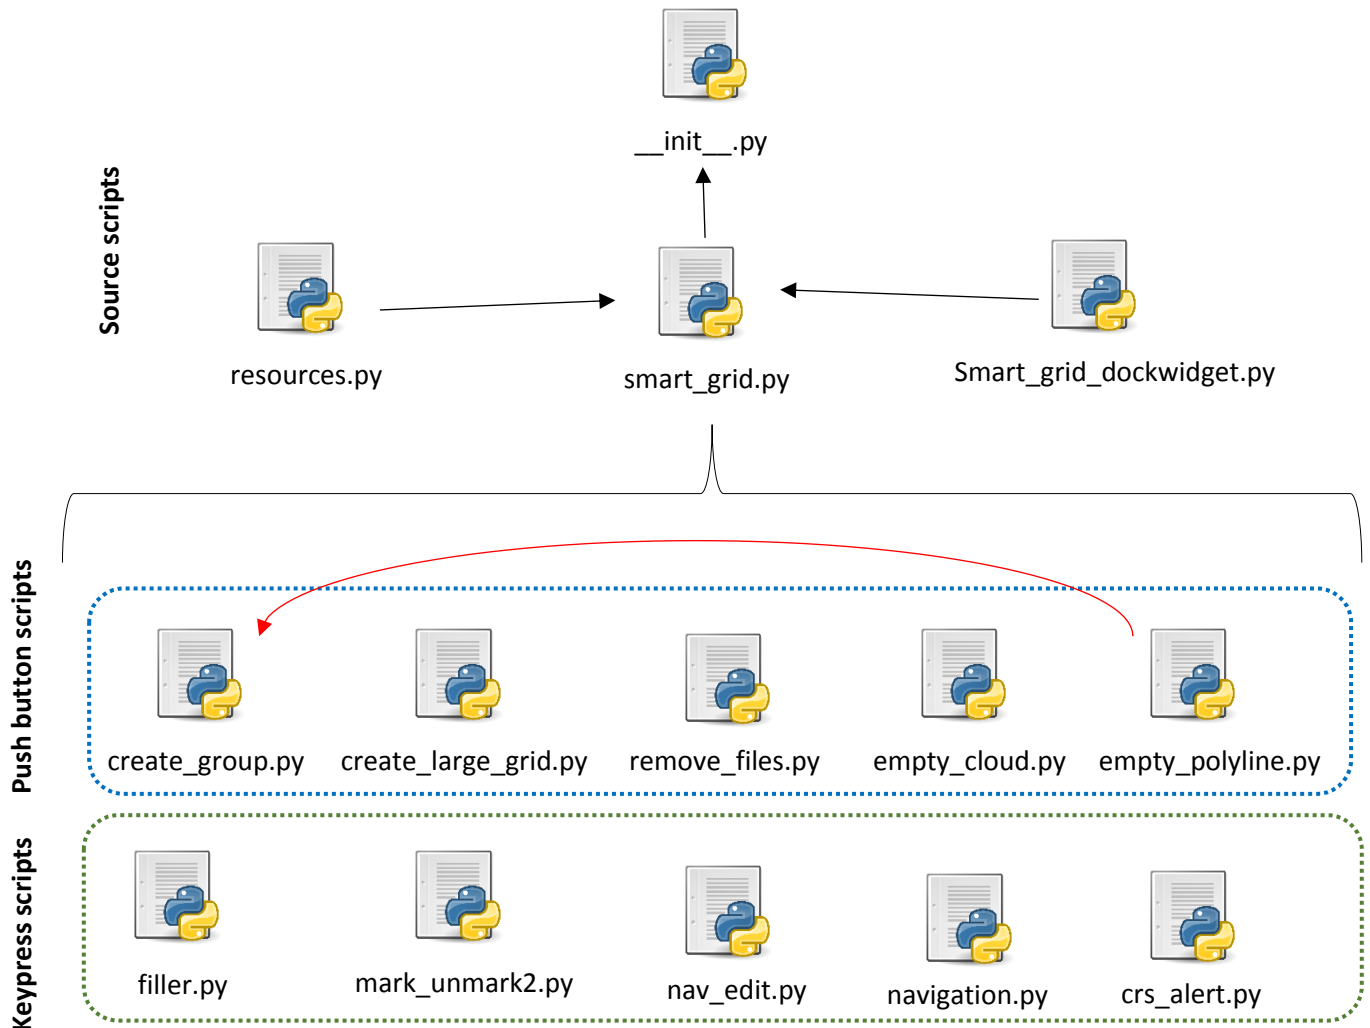 __init__.py
Source scripts
resources.py
smart_grid.py
Smart_grid_dockwidget.py
Push button scripts
create_group.py
create_large_grid.py
remove_files.py
empty_cloud.py
empty_polyline.py
Keypress scripts
filler.py
mark_unmark2.py
nav_edit.py
navigation.py
crs_alert.py